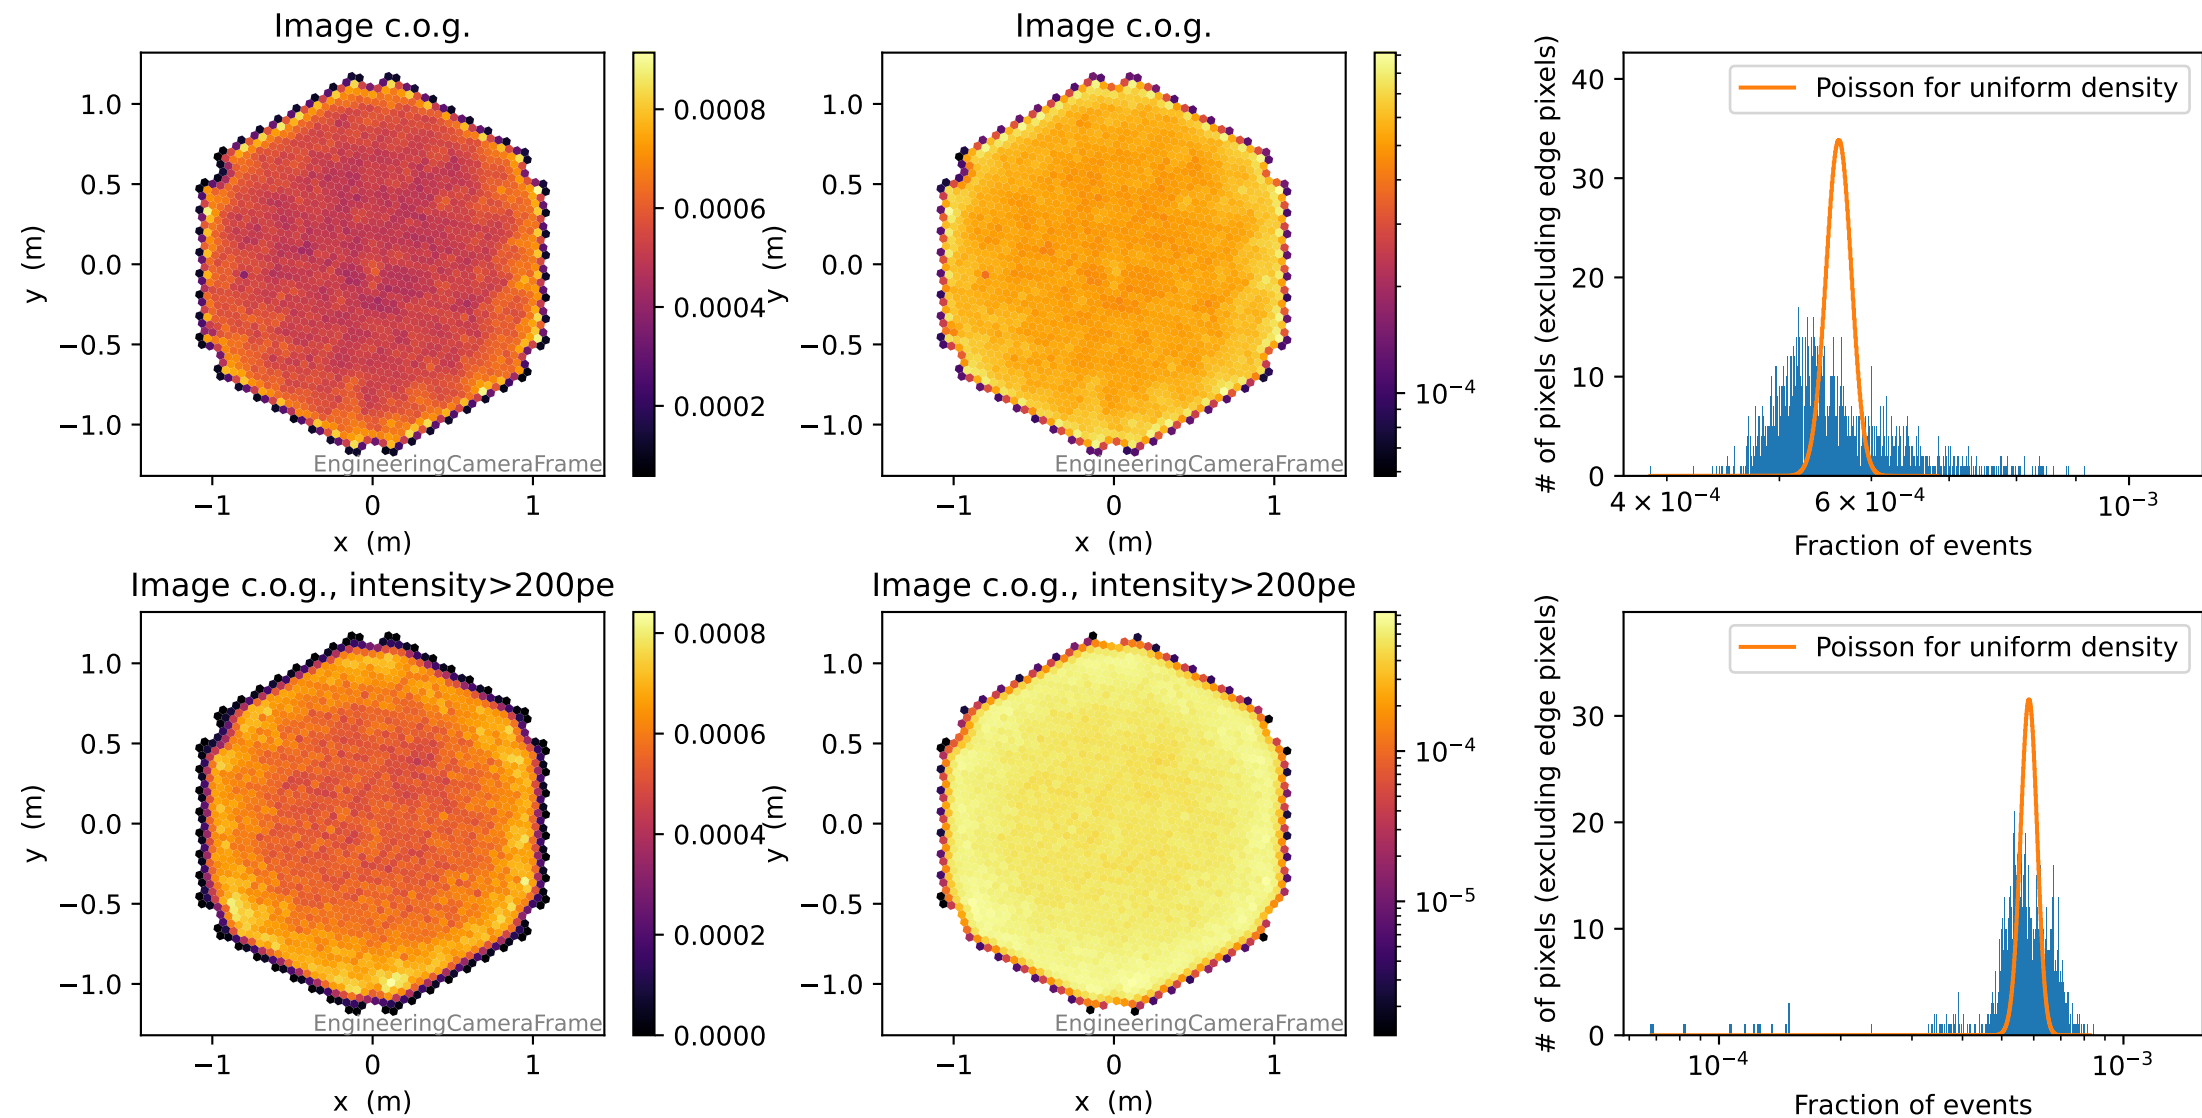 Image c.o.g.
1.0
0.5
0.0
−0.5
−1.0
y (m)
−1
0
1
x (m)
EngineeringCameraFrame
0.0008
0.0006
0.0004
0.0002
Image c.o.g.
1.0
0.5
0.0
−0.5
−1.0
y (m)
−1
0
1
x (m)
EngineeringCameraFrame
10⁻⁴
# of pixels (excluding edge pixels)
40
30
20
10
0
Poisson for uniform density
4 × 10⁻⁴
6 × 10⁻⁴
10⁻³
Fraction of events
Image c.o.g., intensity>200pe
1.0
0.5
0.0
−0.5
−1.0
y (m)
−1
0
1
x (m)
EngineeringCameraFrame
0.0008
0.0006
0.0004
0.0002
0.0000
Image c.o.g., intensity>200pe
1.0
0.5
0.0
−0.5
−1.0
y (m)
−1
0
1
x (m)
EngineeringCameraFrame
10⁻⁴
10⁻⁵
# of pixels (excluding edge pixels)
30
20
10
0
Poisson for uniform density
10⁻⁴
10⁻³
Fraction of events